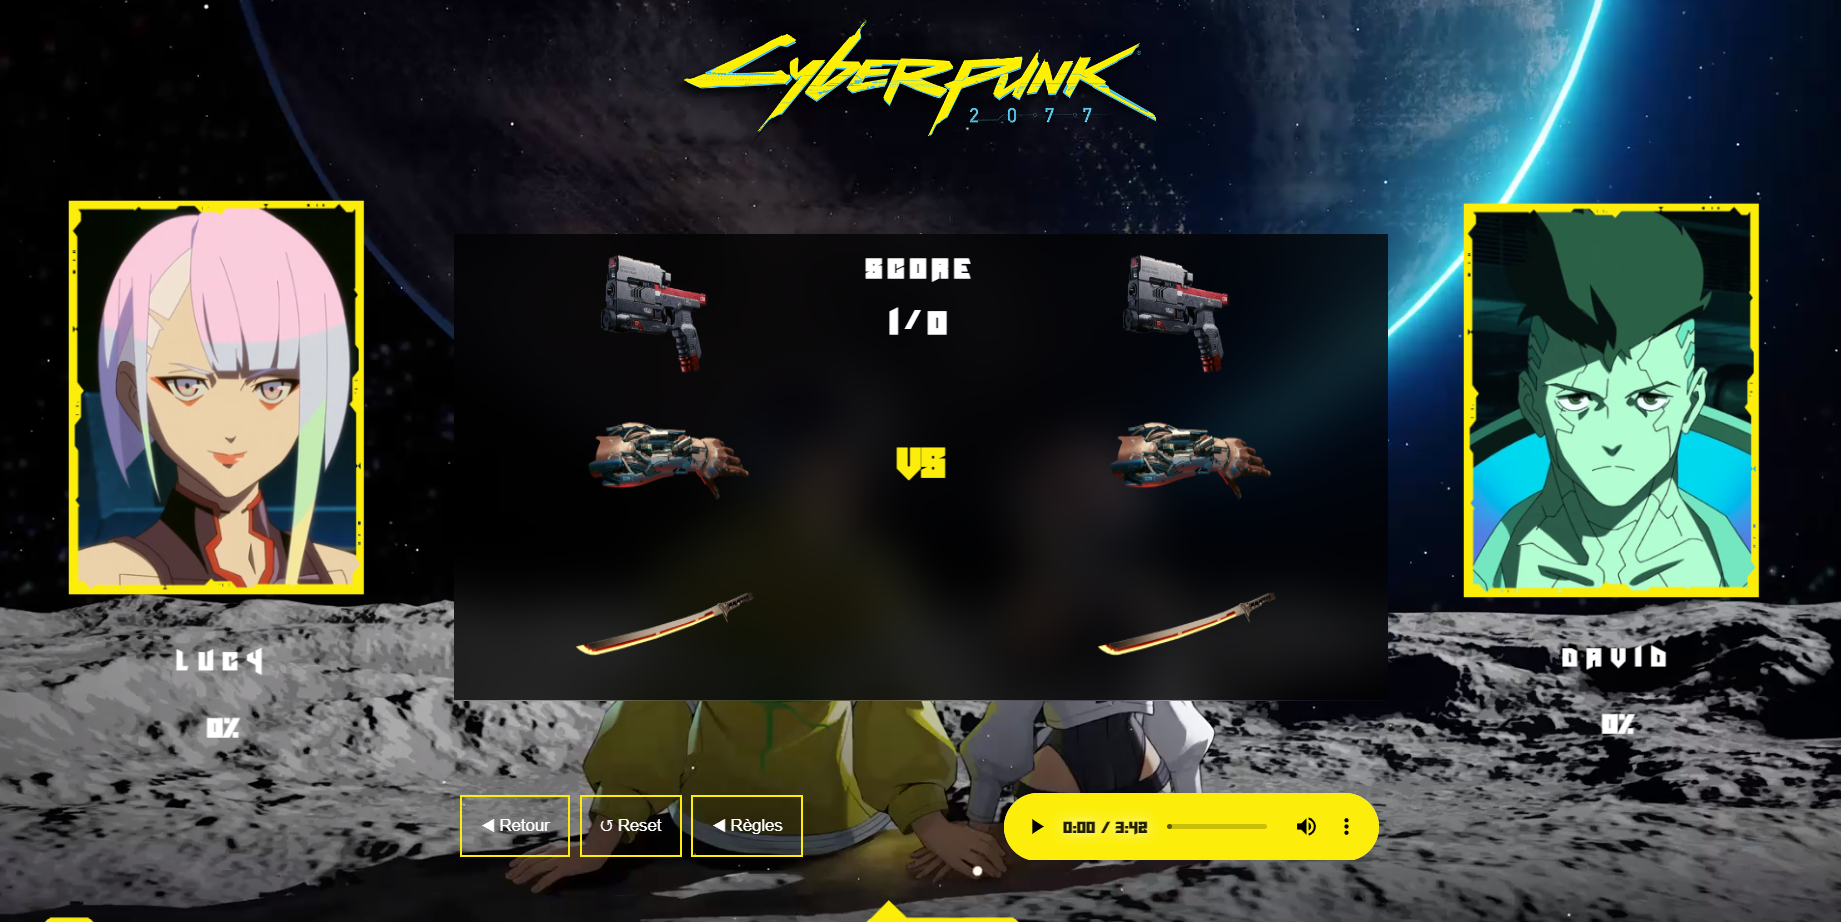 CYBERPUNK
2077
SCORE
1/0
VS
LUCY
0%
DAVID
0%
◀ Retour
↺ Reset
◀ Règles
0:00 / 3:42